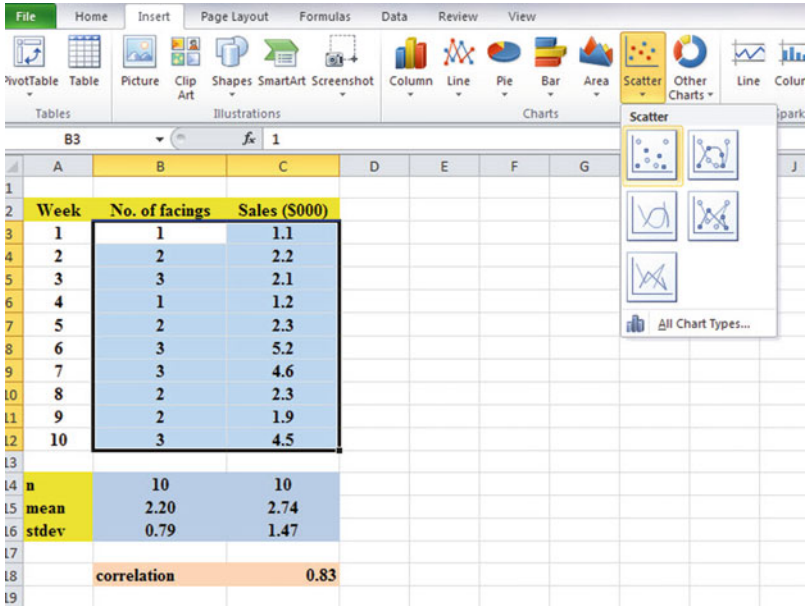 File Home Insert Page Layout Formulas Data Review View
PivotTable Table Picture Clip Art Shapes SmartArt Screenshot Column Line Pie Bar Area Scatter Other Charts Line
Tables Illustrations Charts
Scatter
B3 fx 1
A B C D E F G J
1
2 Week No. of facings Sales ($000)
3 1 1 1.1
4 2 2 2.2
5 3 3 2.1
6 4 1 1.2
7 5 2 2.3
8 6 3 5.2
9 7 3 4.6
10 8 2 2.3
11 9 2 1.9
12 10 3 4.5
13
14 n 10 10
15 mean 2.20 2.74
16 stdev 0.79 1.47
17
18 correlation 0.83
19
All Chart Types...